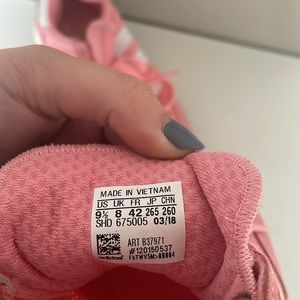 MADE IN VIETNAM
US UK FR JP CHN
9½ 8 42 265 260
SHD 675005 03/18
ART B37971
#120150537
adidas